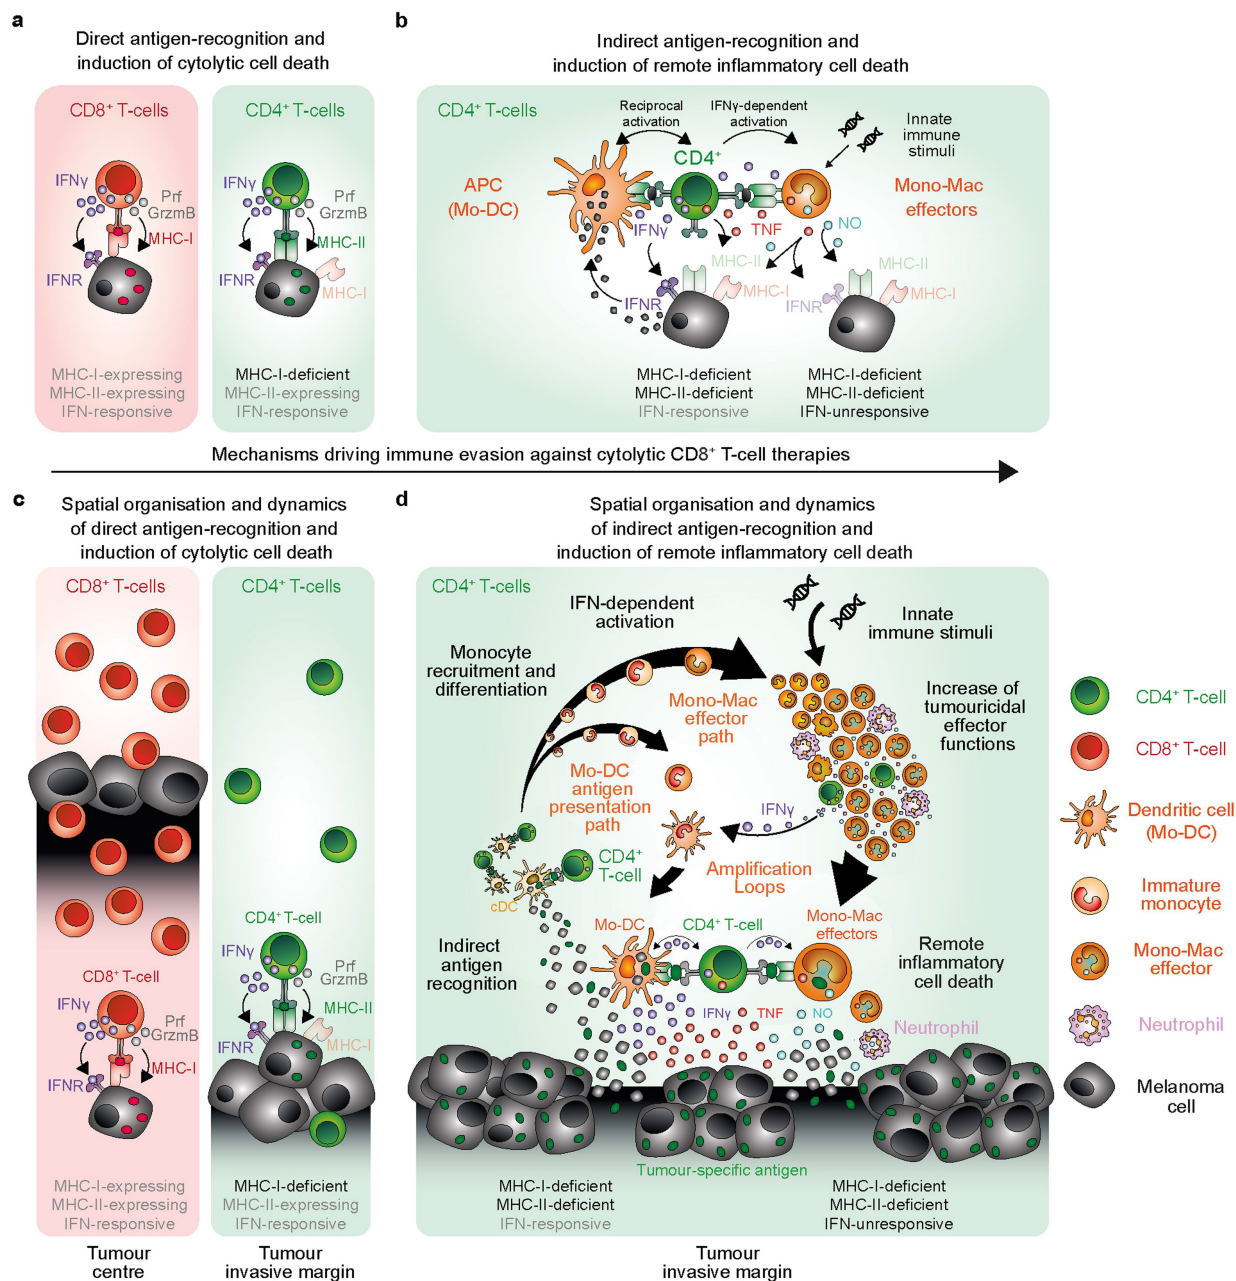 a
Direct antigen-recognition and
induction of cytolytic cell death
CD8⁺ T-cells
IFNγ
Prf
GrzmB
MHC-I
IFNR
MHC-I-expressing
MHC-II-expressing
IFN-responsive
CD4⁺ T-cells
IFNγ
Prf
GrzmB
MHC-II
IFNR
MHC-I
MHC-I-deficient
MHC-II-expressing
IFN-responsive
b
Indirect antigen-recognition and
induction of remote inflammatory cell death
CD4⁺ T-cells
Reciprocal
activation
IFNγ-dependent
activation
Innate
immune
stimuli
CD4⁺
APC
(Mo-DC)
Mono-Mac
effectors
IFNγ
TNF
NO
MHC-II
MHC-I
IFNR
MHC-II
MHC-I
IFNR
MHC-I-deficient
MHC-II-deficient
IFN-responsive
MHC-I-deficient
MHC-II-deficient
IFN-unresponsive
Mechanisms driving immune evasion against cytolytic CD8⁺ T-cell therapies
c
Spatial organisation and dynamics
of direct antigen-recognition and
induction of cytolytic cell death
CD8⁺ T-cells
CD8⁺ T-cell
IFNγ
Prf
GrzmB
MHC-I
IFNR
MHC-I-expressing
MHC-II-expressing
IFN-responsive
Tumour
centre
CD4⁺ T-cells
CD4⁺ T-cell
IFNγ
Prf
GrzmB
MHC-II
IFNR
MHC-I
MHC-I-deficient
MHC-II-expressing
IFN-responsive
Tumour
invasive margin
d
Spatial organisation and dynamics
of indirect antigen-recognition and
induction of remote inflammatory cell death
CD4⁺ T-cells
IFN-dependent
activation
Innate
immune stimuli
Monocyte
recruitment and
differentiation
Mono-Mac
effector
path
Increase of
tumouricidal
effector
functions
Mo-DC
antigen
presentation
path
IFNγ
CD4⁺
T-cell
cDC
Amplification
Loops
Indirect
antigen
recognition
Mo-DC
CD4⁺ T-cell
Mono-Mac
effectors
Remote
inflammatory
cell death
IFNγ
TNF
NO
Neutrophil
Tumour-specific antigen
MHC-I-deficient
MHC-II-deficient
IFN-responsive
MHC-I-deficient
MHC-II-deficient
IFN-unresponsive
Tumour
invasive margin
CD4⁺ T-cell
CD8⁺ T-cell
Dendritic cell
(Mo-DC)
Immature
monocyte
Mono-Mac
effector
Neutrophil
Melanoma
cell